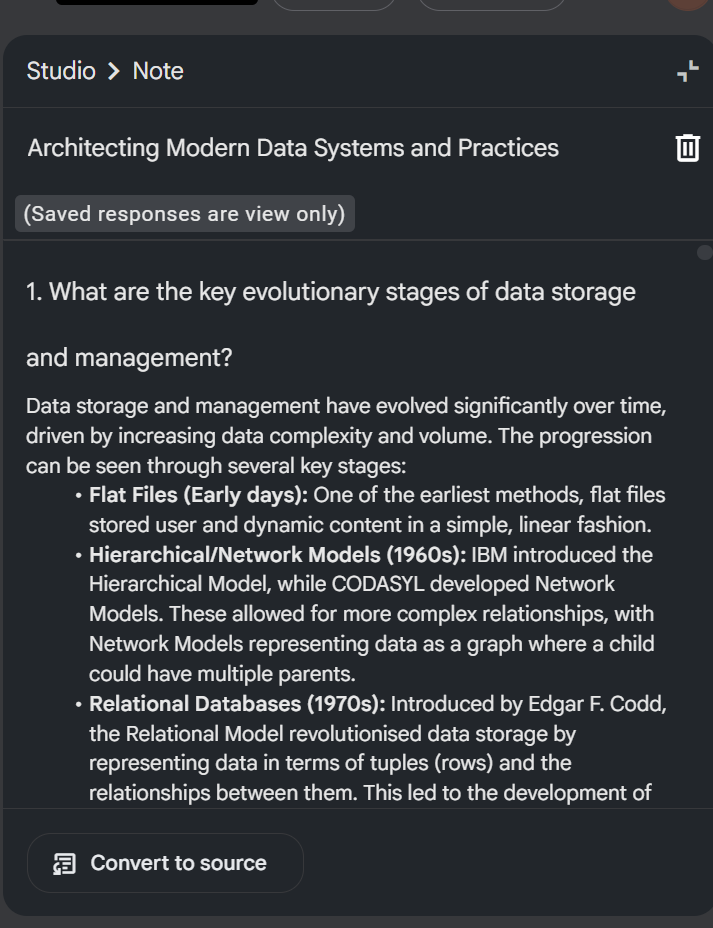 Studio > Note
Architecting Modern Data Systems and Practices
(Saved responses are view only)
1. What are the key evolutionary stages of data storage
and management?
Data storage and management have evolved significantly over time,
driven by increasing data complexity and volume. The progression
can be seen through several key stages:
• Flat Files (Early days): One of the earliest methods, flat files
stored user and dynamic content in a simple, linear fashion.
• Hierarchical/Network Models (1960s): IBM introduced the
Hierarchical Model, while CODASYL developed Network
Models. These allowed for more complex relationships, with
Network Models representing data as a graph where a child
could have multiple parents.
• Relational Databases (1970s): Introduced by Edgar F. Codd,
the Relational Model revolutionised data storage by
representing data in terms of tuples (rows) and the
relationships between them. This led to the development of
Convert to source